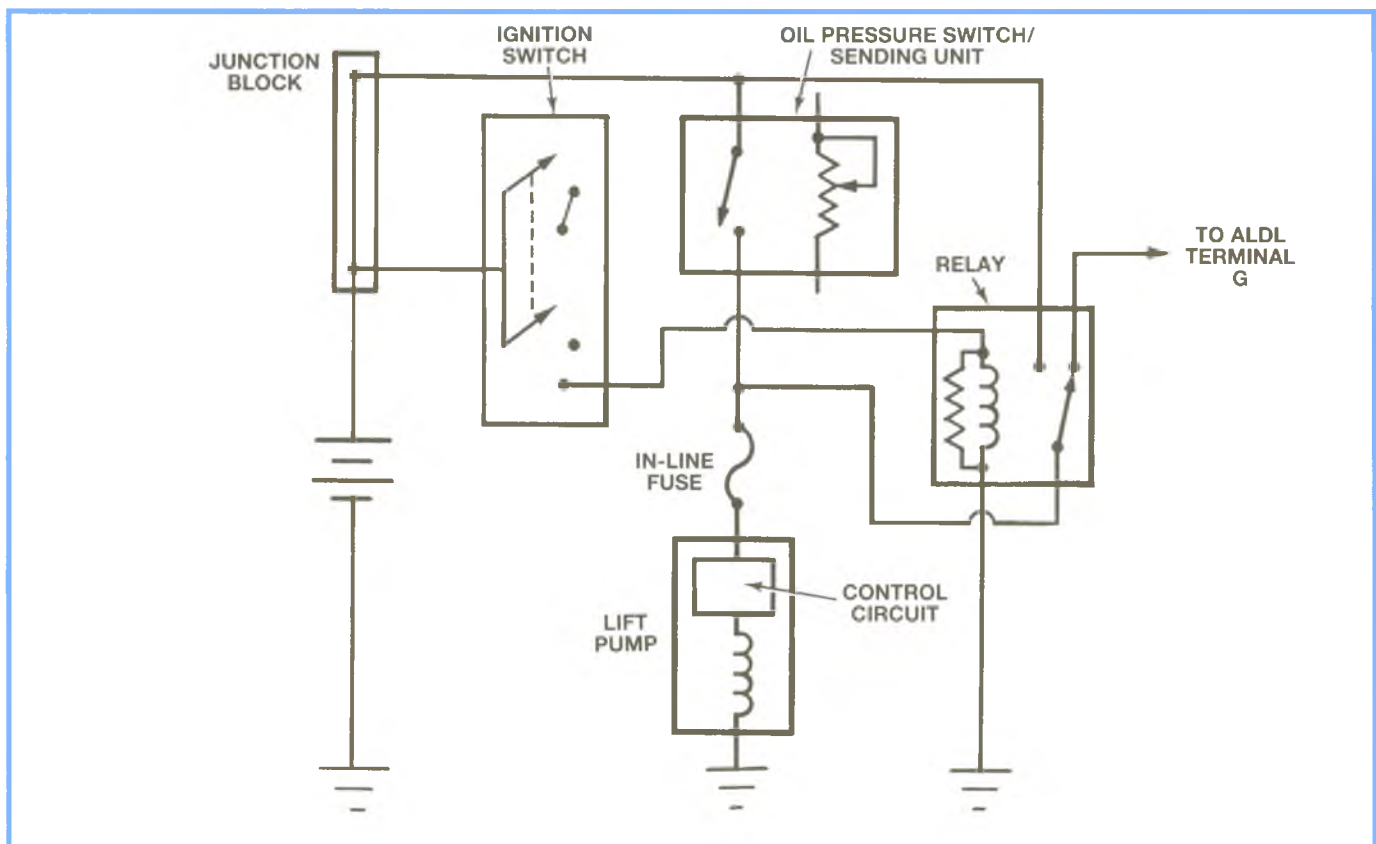 JUNCTION
BLOCK
IGNITION
SWITCH
OIL PRESSURE SWITCH/
SENDING UNIT
RELAY
TO ALDL
TERMINAL
G
IN-LINE
FUSE
LIFT
PUMP
CONTROL
CIRCUIT